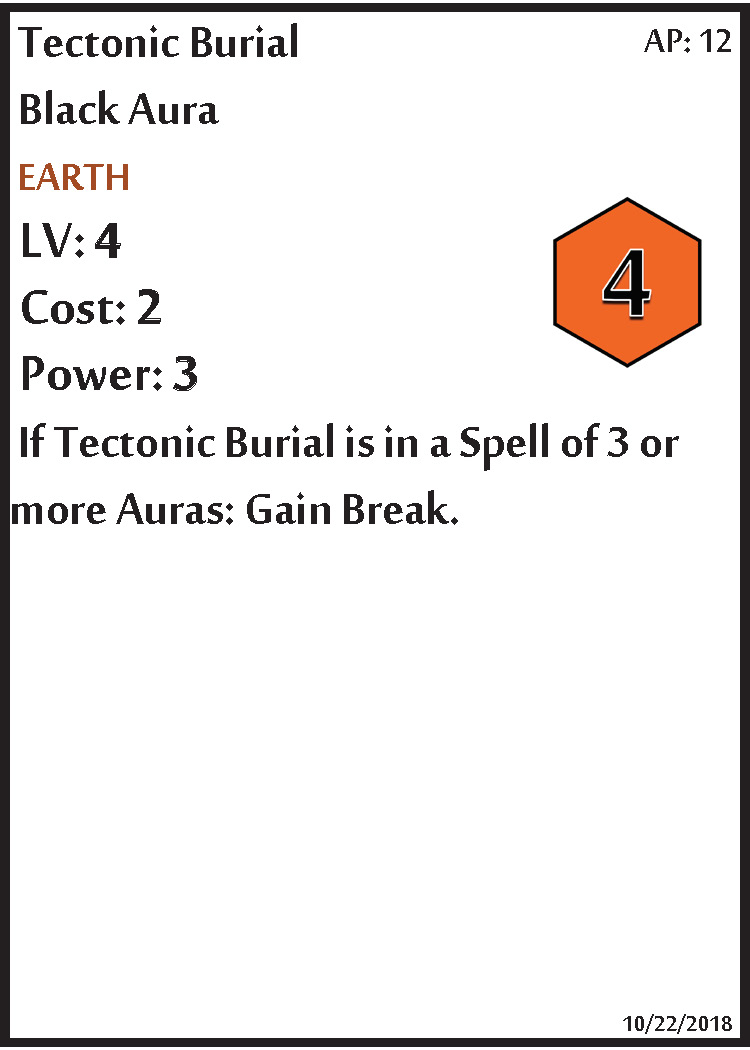 Tectonic Burial
AP: 12
Black Aura
EARTH
LV: 4
4
Cost: 2
Power: 3
If Tectonic Burial is in a Spell of 3 or
more Auras: Gain Break.
10/22/2018